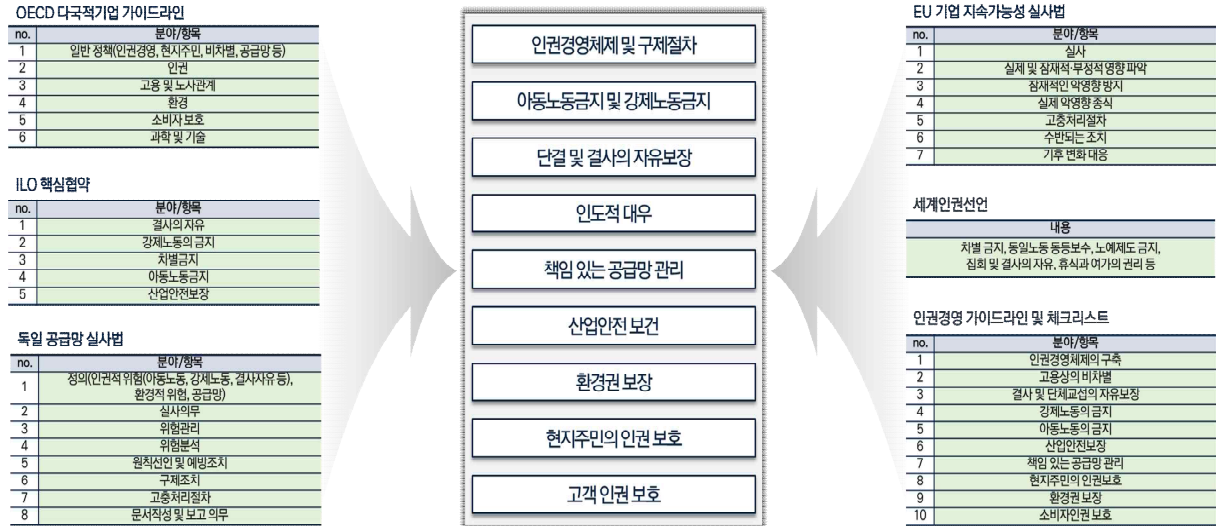 OECD 다국적기업 가이드라인
no. 분야/항목
1 일반 정책(인권경영, 현지주민, 비차별, 공급망 등)
2 인권
3 고용 및 노사관계
4 환경
5 소비자 보호
6 과학 및 기술
ILO 핵심협약
no. 분야/항목
1 결사의 자유
2 강제노동의 금지
3 차별금지
4 아동노동금지
5 산업안전보장
독일 공급망 실사법
no. 분야/항목
1 정의(인권적 위험(아동노동, 강제노동, 결사자유 등),
환경적 위험, 공급망)
2 실사의무
3 위험관리
4 위험분석
5 원칙선언 및 예방조치
6 구제조치
7 고충처리절차
8 문서작성 및 보고 의무
인권경영체제 및 구제절차
아동노동금지 및 강제노동금지
단결 및 결사의 자유보장
인도적 대우
책임 있는 공급망 관리
산업안전 보건
환경권 보장
현지주민의 인권 보호
고객 인권 보호
EU 기업 지속가능성 실사법
no. 분야/항목
1 실사
2 실제 및 잠재적·부정적 영향 파악
3 잠재적인 악영향 방지
4 실제 악영향 종식
5 고충처리절차
6 수반되는 조치
7 기후 변화 대응
세계인권선언
내용
차별 금지, 동일노동 동등보수, 노예제도 금지,
집회 및 결사의 자유, 휴식과 여가의 권리 등
인권경영 가이드라인 및 체크리스트
no. 분야/항목
1 인권경영체제의 구축
2 고용상의 비차별
3 결사 및 단체교섭의 자유보장
4 강제노동의 금지
5 아동노동의 금지
6 산업안전보장
7 책임 있는 공급망 관리
8 현지주민의 인권보호
9 환경권 보장
10 소비자인권 보호